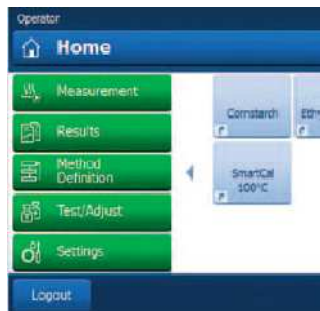 Operator
Home
Measurement
Results
Method
Definition
Test/Adjust
Settings
Cornstarch
SmartCal
100°C
Logout